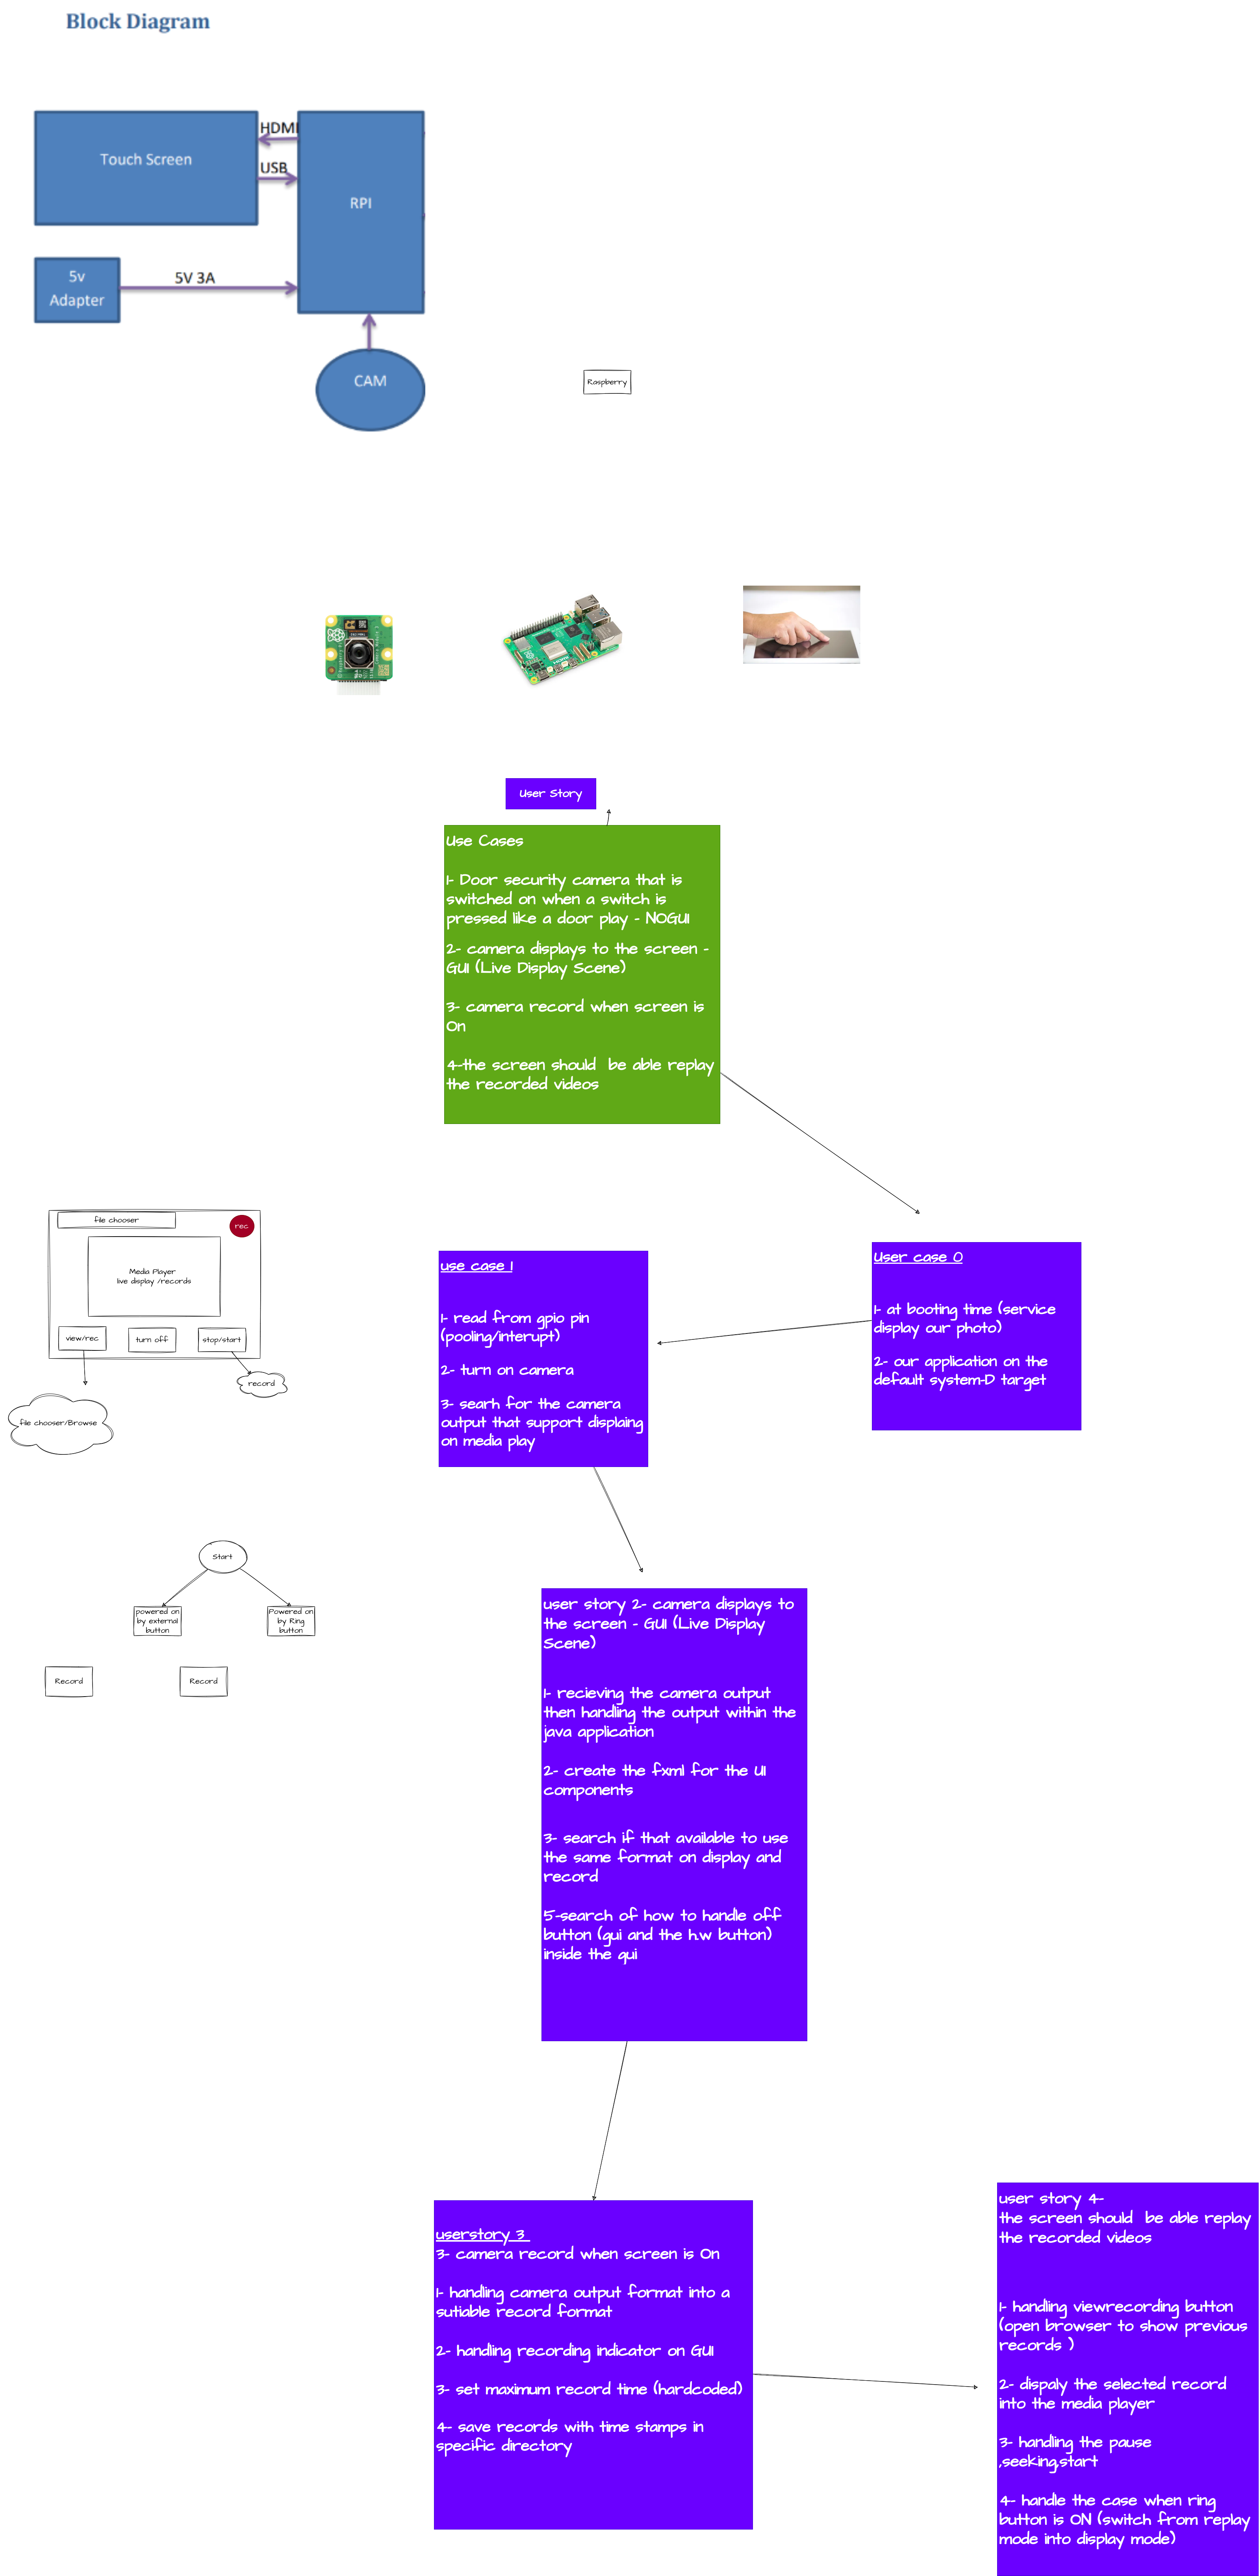 Block Diagram
Touch Screen
HDMI
USB
RPI
5v
Adapter
5V 3A
CAM
Raspberry
User Story
Use Cases
1- Door security camera that is
switched on when a switch is
pressed like a door play - NOGUI
2- camera displays to the screen -
GUI (Live Display Scene)
3- camera record when screen is
On
4-the screen should  be able replay
the recorded videos
file chooser
rec
Media Player
live display /records
view/rec
turn off
stop/start
record
file chooser/Browse
use case 1
1- read from gpio pin
(pooling/interupt)
2- turn on camera
3- searh for the camera
output that support displaing
on media play
User case 0
1- at booting time (service
display our photo)
2- our application on the
default system-D target
Start
powered on
by external
button
Powered on
by Ring
button
Record
Record
user story 2- camera displays to
the screen - GUI (Live Display
Scene)
1- recieving the camera output
then handling the output within the
java application
2- create the fxml for the UI
components
3- search if that available to use
the same format on display and
record
5-search of how to handle off
button (gui and the h.w button)
inside the qui
userstory 3
3- camera record when screen is On
1- handling camera output format into a
sutiable record format
2- handling recording indicator on GUI
3- set maximum record time (hardcoded)
4- save records with time stamps in
specific directory
user story 4-
the screen should  be able replay
the recorded videos
1- handling viewrecording button
(open browser to show previous
records )
2- dispaly the selected record
into the media player
3- handling the pause
,seeking,start
4- handle the case when ring
button is ON (switch from replay
mode into display mode)